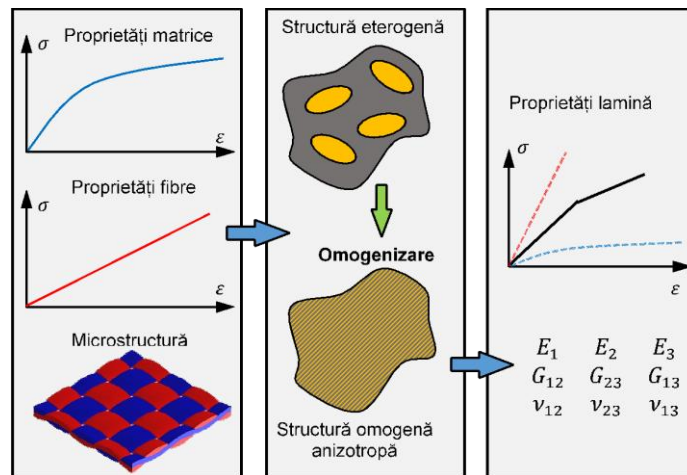 Proprietăți matrice
σ
ε
Proprietăți fibre
σ
ε
Microstructură
Structură eterogenă
Omogenizare
Structură omogenă
anizotropă
Proprietăți lamină
σ
ε
E₁ E₂ E₃
G₁₂ G₂₃ G₁₃
ν₁₂ ν₂₃ ν₁₃